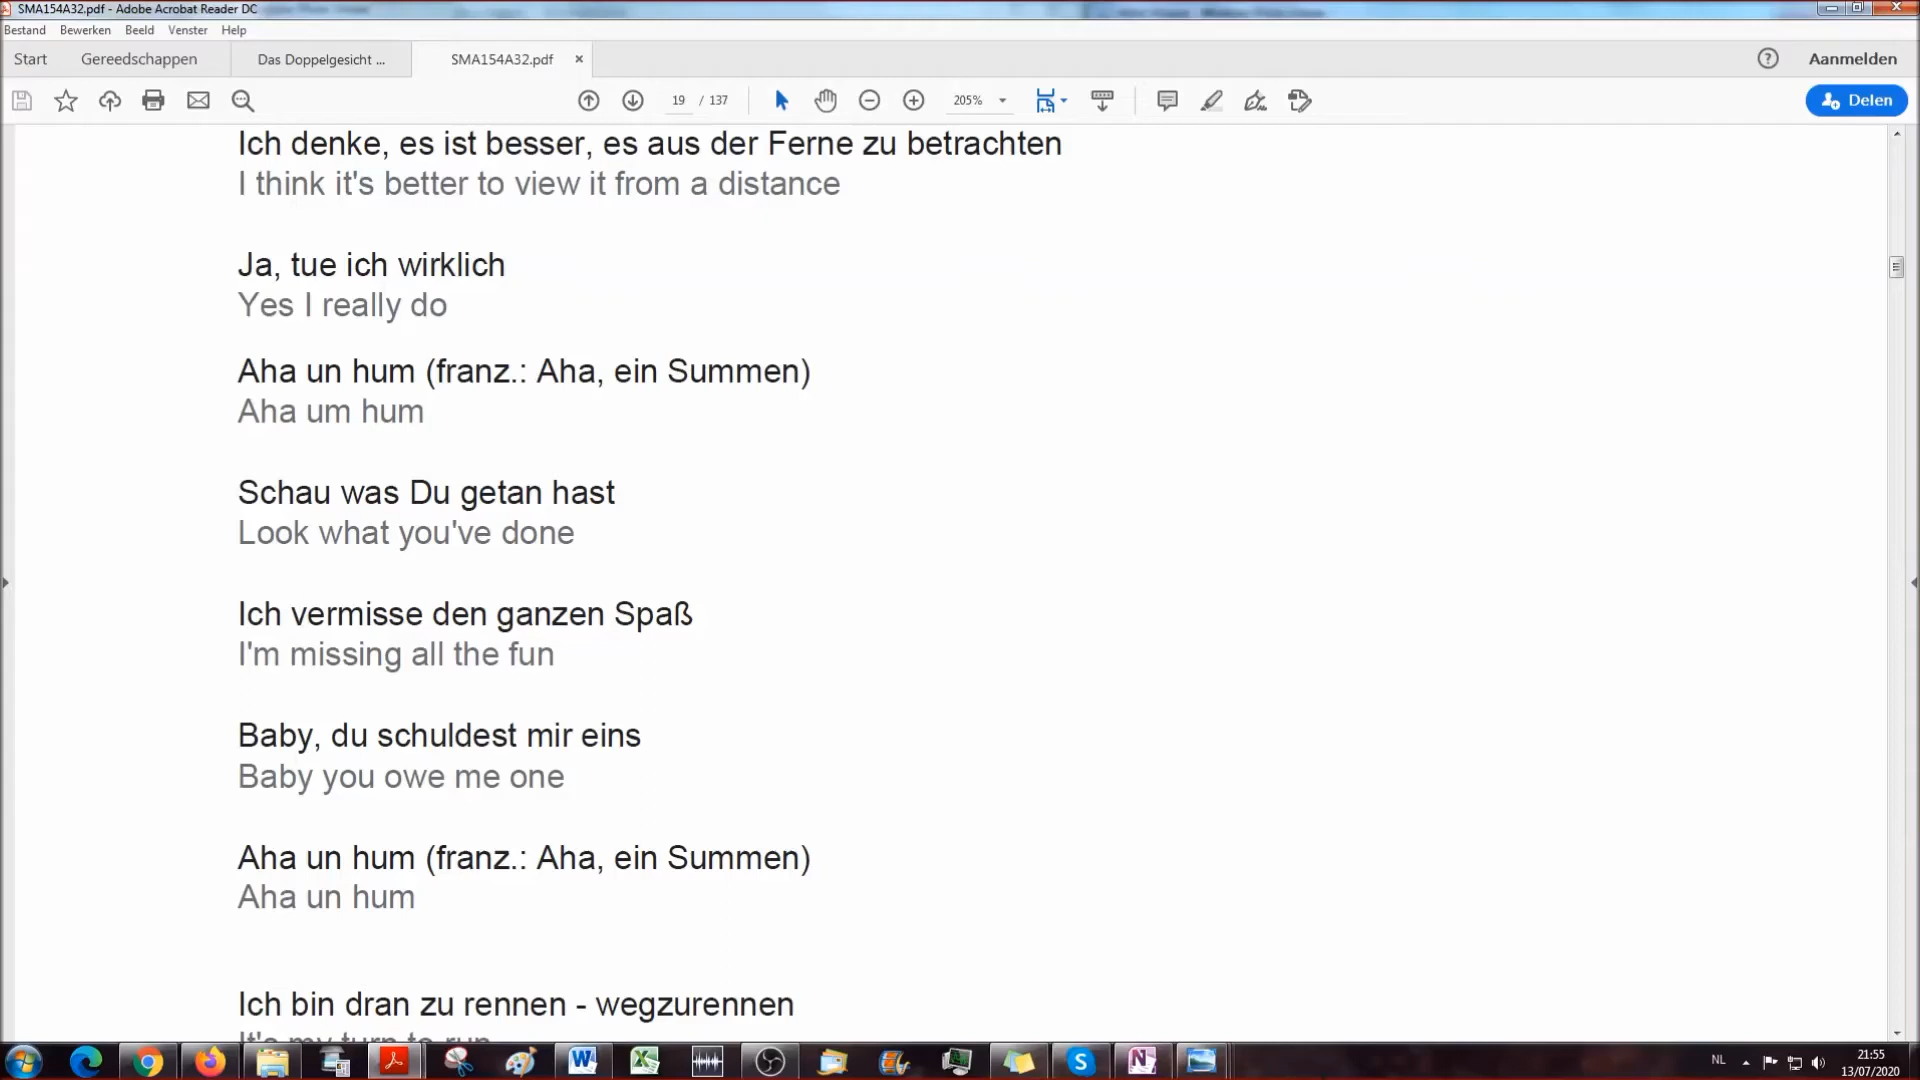 SMA154A32.pdf - Adobe Acrobat Reader DC
Bestand Bewerken Beeld Venster Help
Start Gereedschappen Das Doppelgesicht ... SMA154A32.pdf × Aanmelden
19 / 137 205% Delen
Ich denke, es ist besser, es aus der Ferne zu betrachten
I think it's better to view it from a distance
Ja, tue ich wirklich
Yes I really do
Aha un hum (franz.: Aha, ein Summen)
Aha um hum
Schau was Du getan hast
Look what you've done
Ich vermisse den ganzen Spaß
I'm missing all the fun
Baby, du schuldest mir eins
Baby you owe me one
Aha un hum (franz.: Aha, ein Summen)
Aha un hum
Ich bin dran zu rennen - wegzurennen
It's my turn to run
NL 21:55
13/07/2020